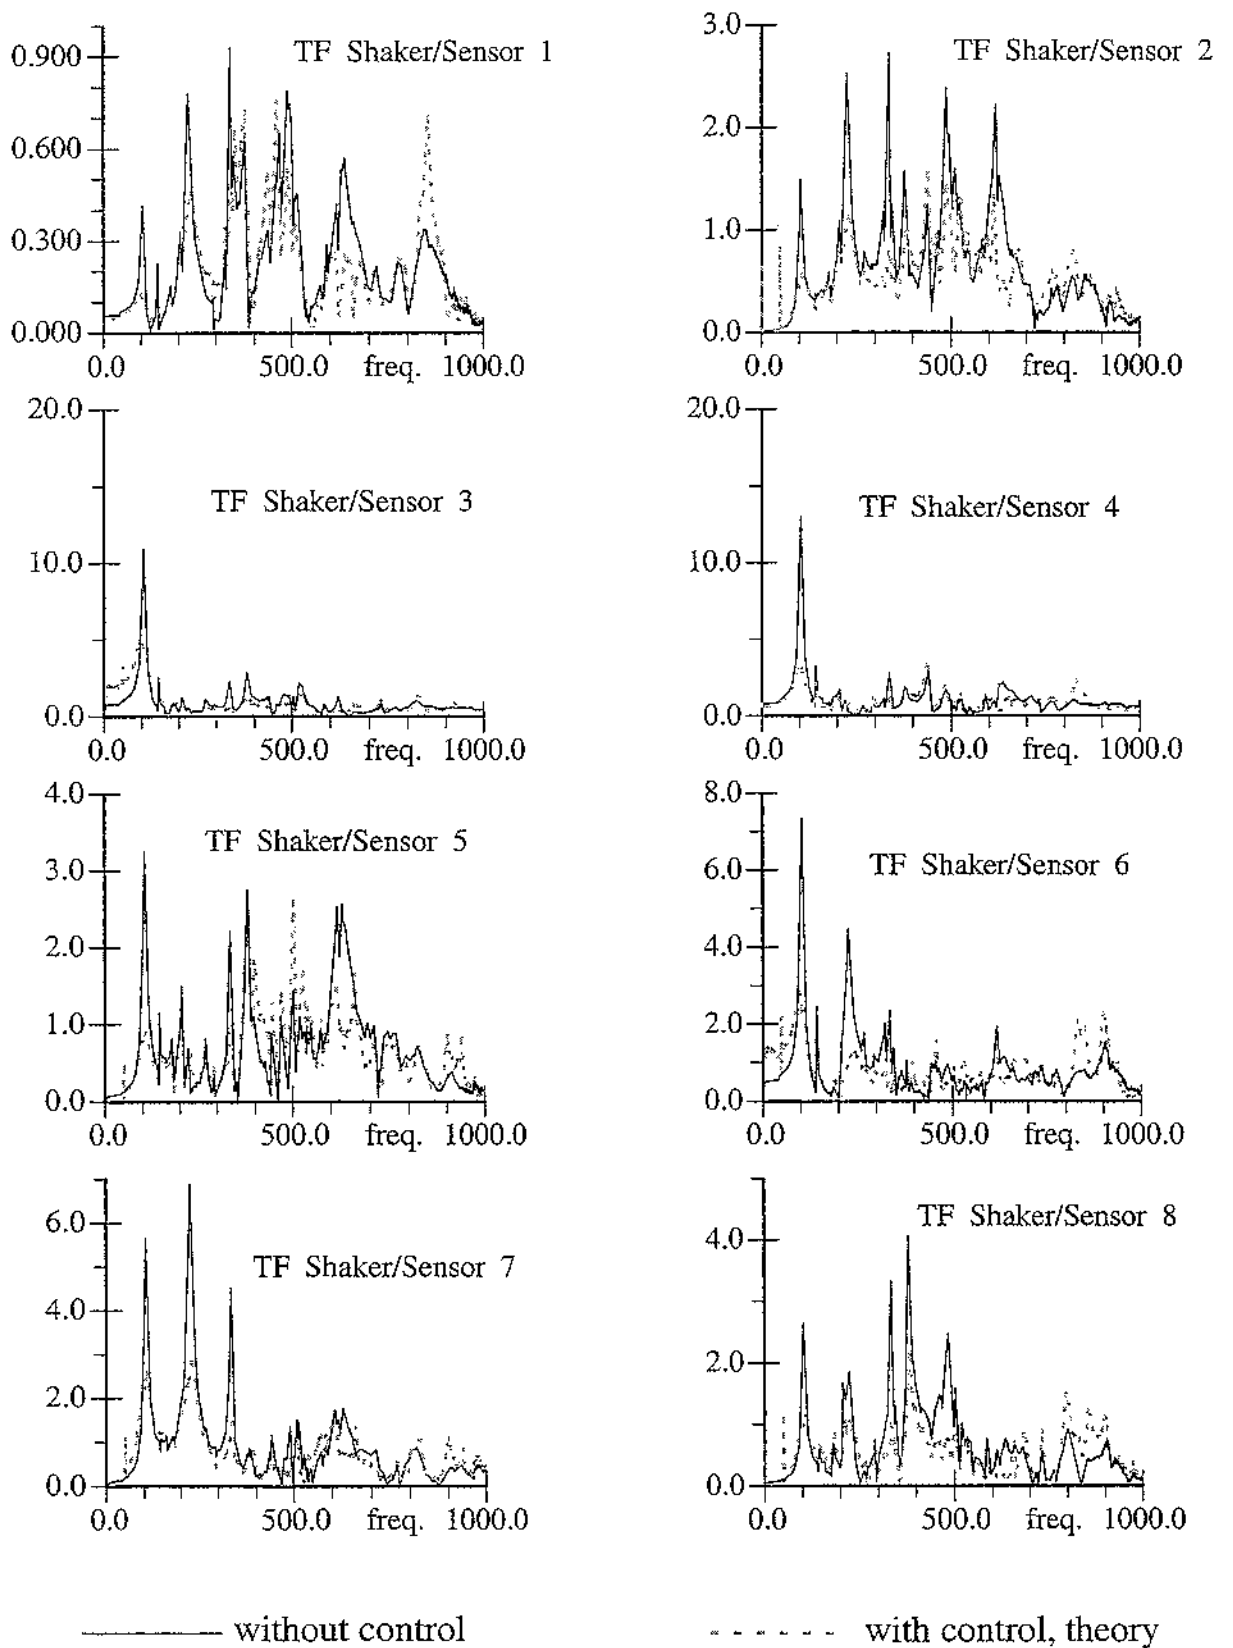 TF Shaker/Sensor 1
0.900
0.600
0.300
0.000
0.0 500.0 freq. 1000.0
TF Shaker/Sensor 2
3.0
2.0
1.0
0.0
0.0 500.0 freq. 1000.0
TF Shaker/Sensor 3
20.0
10.0
0.0
0.0 500.0 freq. 1000.0
TF Shaker/Sensor 4
20.0
10.0
0.0
0.0 500.0 freq. 1000.0
TF Shaker/Sensor 5
4.0
3.0
2.0
1.0
0.0
0.0 500.0 freq. 1000.0
TF Shaker/Sensor 6
8.0
6.0
4.0
2.0
0.0
0.0 500.0 freq. 1000.0
TF Shaker/Sensor 7
6.0
4.0
2.0
0.0
0.0 500.0 freq. 1000.0
TF Shaker/Sensor 8
4.0
2.0
0.0
0.0 500.0 freq. 1000.0
without control
with control, theory